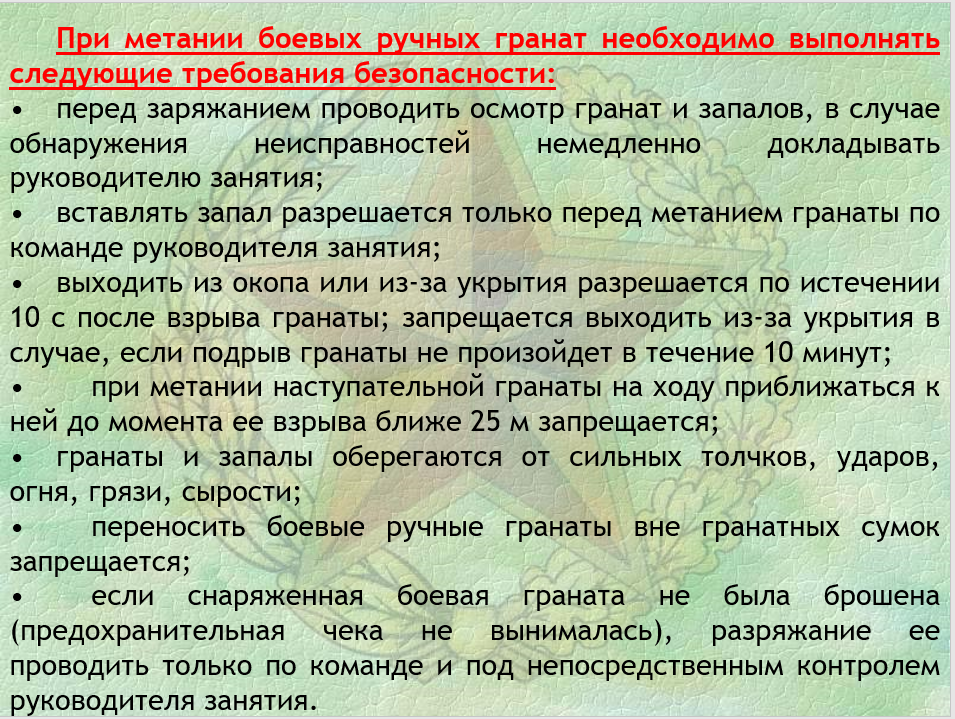 При метании боевых ручных гранат необходимо выполнять
следующие требования безопасности:
• перед заряжанием проводить осмотр гранат и запалов, в случае
обнаружения неисправностей немедленно докладывать
руководителю занятия;
• вставлять запал разрешается только перед метанием гранаты по
команде руководителя занятия;
• выходить из окопа или из-за укрытия разрешается по истечении
10 с после взрыва гранаты; запрещается выходить из-за укрытия в
случае, если подрыв гранаты не произойдет в течение 10 минут;
• при метании наступательной гранаты на ходу приближаться к
ней до момента ее взрыва ближе 25 м запрещается;
• гранаты и запалы оберегаются от сильных толчков, ударов,
огня, грязи, сырости;
• переносить боевые ручные гранаты вне гранатных сумок
запрещается;
• если снаряженная боевая граната не была брошена
(предохранительная чека не вынималась), разряжание ее
проводить только по команде и под непосредственным контролем
руководителя занятия.